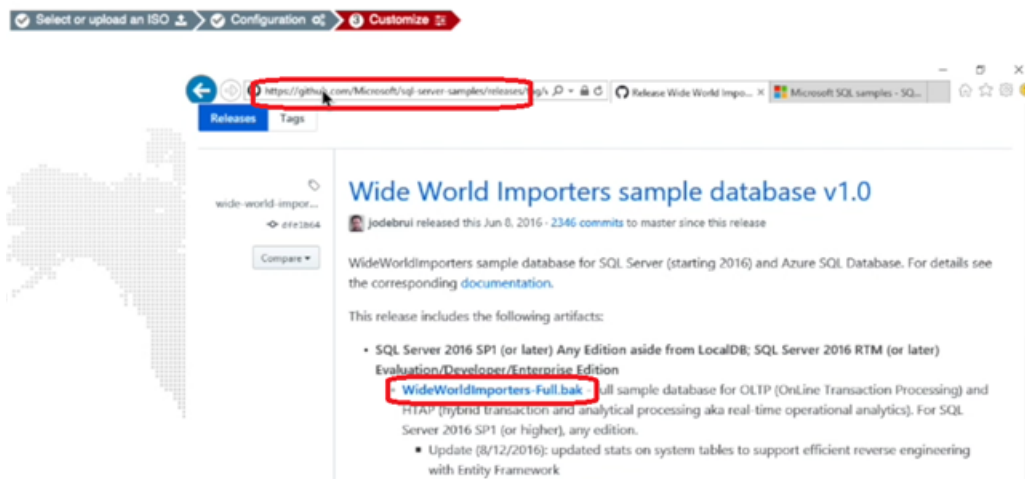 Select or upload an ISO Configuration 3 Customize
https://github.com/Microsoft/sql-server-samples/releases/tag/v Release Wide World Impo... Microsoft SQL samples - SQ...
Releases Tags
Wide World Importers sample database v1.0
wide-world-impor...
jodebrui released this Jun 8, 2016 · 2346 commits to master since this release
Compare
WideWorldImporters sample database for SQL Server (starting 2016) and Azure SQL Database. For details see
the corresponding documentation.
This release includes the following artifacts:
• SQL Server 2016 SP1 (or later) Any Edition aside from LocalDB; SQL Server 2016 RTM (or later)
Evaluation/Developer/Enterprise Edition
WideWorldImporters-Full.bak - ull sample database for OLTP (OnLine Transaction Processing) and
HTAP (hybrid transaction and analytical processing aka real-time operational analytics). For SQL
Server 2016 SP1 (or higher), any edition.
▪ Update (8/12/2016): updated stats on system tables to support efficient reverse engineering
with Entity Framework